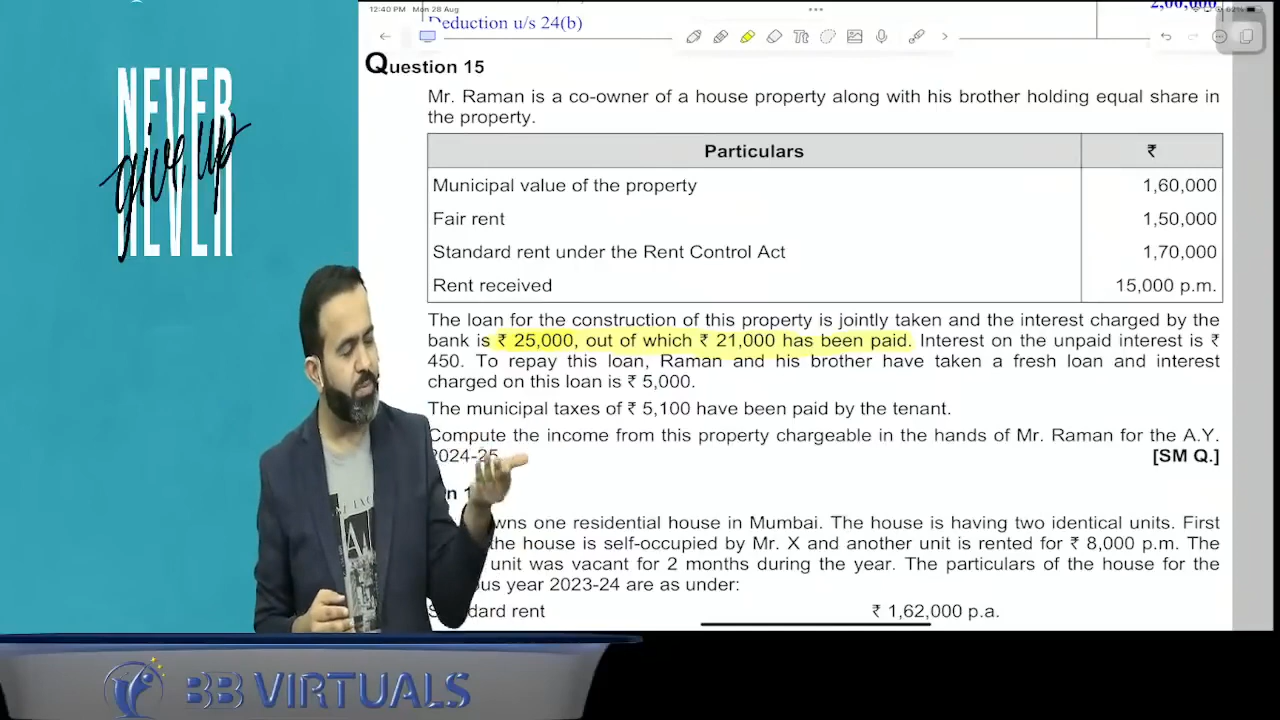 12:40 PM Mon 28 Aug
62%
Deduction u/s 24(b)
2,00,000
Question 15
NEVER
give up
NEVER
Mr. Raman is a co-owner of a house property along with his brother holding equal share in
the property.
Particulars ₹
Municipal value of the property 1,60,000
Fair rent 1,50,000
Standard rent under the Rent Control Act 1,70,000
Rent received 15,000 p.m.
The loan for the construction of this property is jointly taken and the interest charged by the
bank is ₹ 25,000, out of which ₹ 21,000 has been paid. Interest on the unpaid interest is ₹
450. To repay this loan, Raman and his brother have taken a fresh loan and interest
charged on this loan is ₹ 5,000.
The municipal taxes of ₹ 5,100 have been paid by the tenant.
Compute the income from this property chargeable in the hands of Mr. Raman for the A.Y.
2024-25 [SM Q.]
wns one residential house in Mumbai. The house is having two identical units. First
the house is self-occupied by Mr. X and another unit is rented for ₹ 8,000 p.m. The
unit was vacant for 2 months during the year. The particulars of the house for the
ous year 2023-24 are as under:
dard rent ₹ 1,62,000 p.a.
BB VIRTUALS